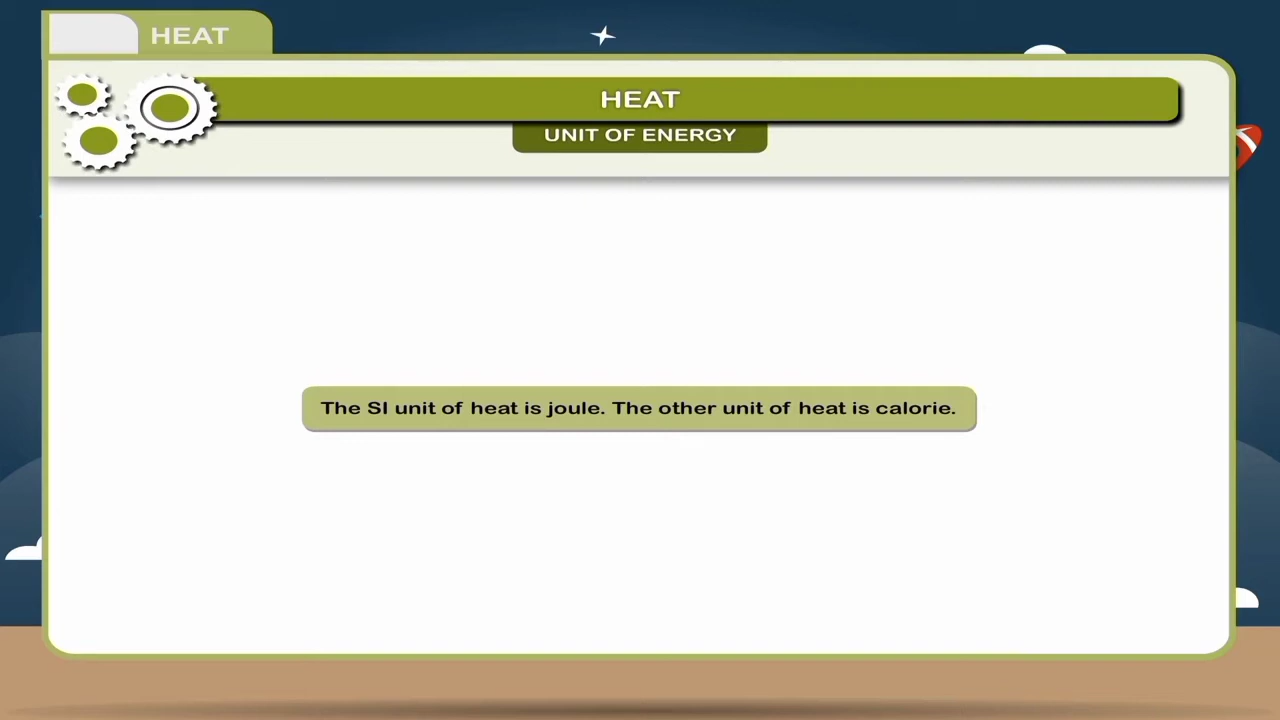 HEAT
HEAT
UNIT OF ENERGY
The SI unit of heat is joule. The other unit of heat is calorie.